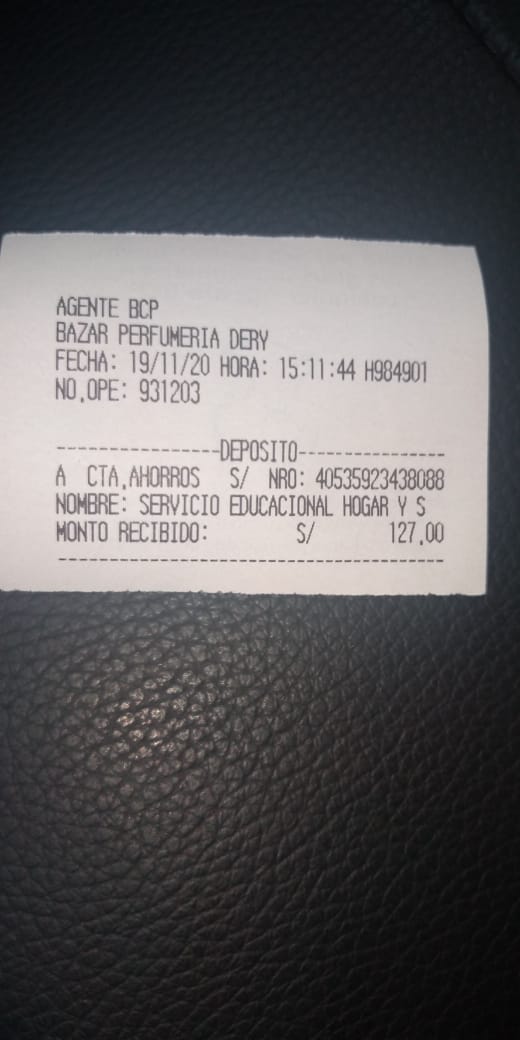 AGENTE BCP
BAZAR PERFUMERIA DERY
FECHA: 19/11/20 HORA: 15:11:44 H984901
NO.OPE: 931203
----------------DEPOSITO---------------
A CTA.AHORROS S/ NRO: 40535923438088
NOMBRE: SERVICIO EDUCACIONAL HOGAR Y S
MONTO RECIBIDO: S/ 127.00
---------------------------------------